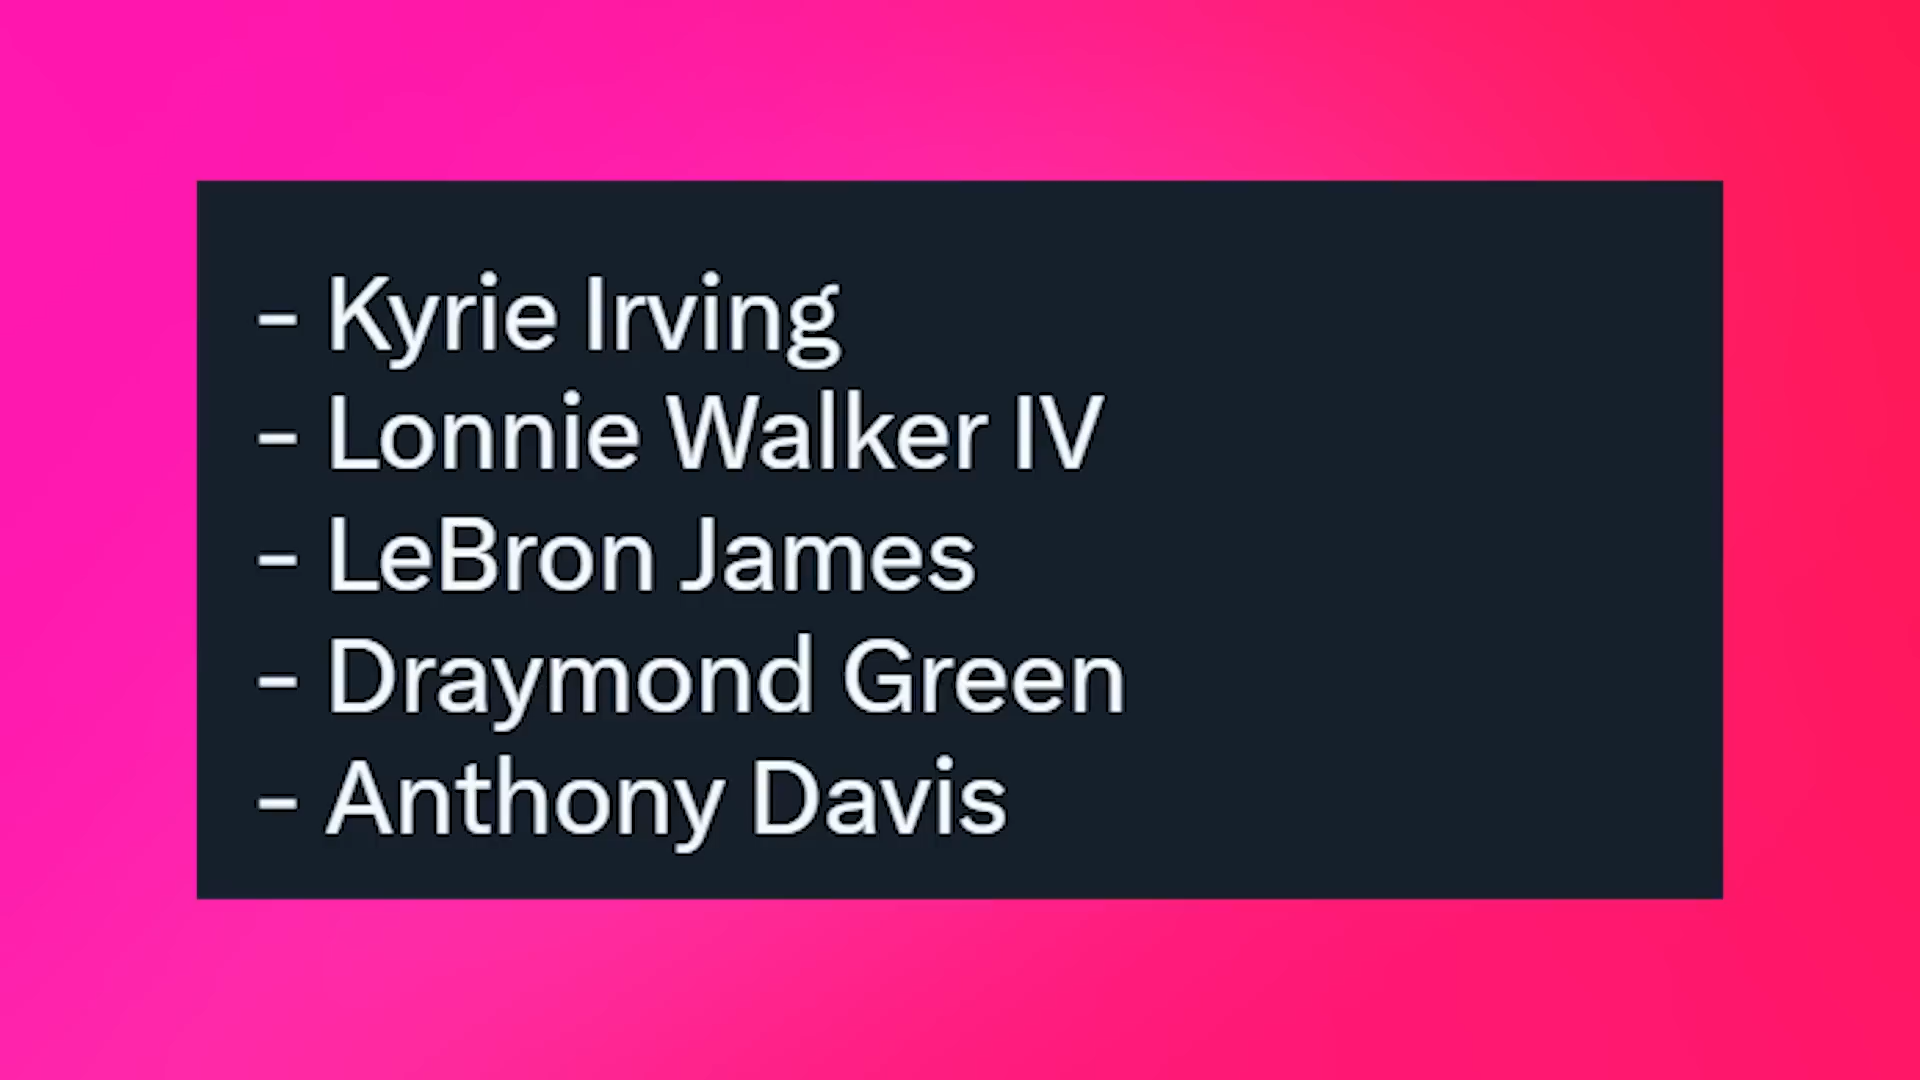 – Kyrie Irving
– Lonnie Walker IV
– LeBron James
– Draymond Green
– Anthony Davis